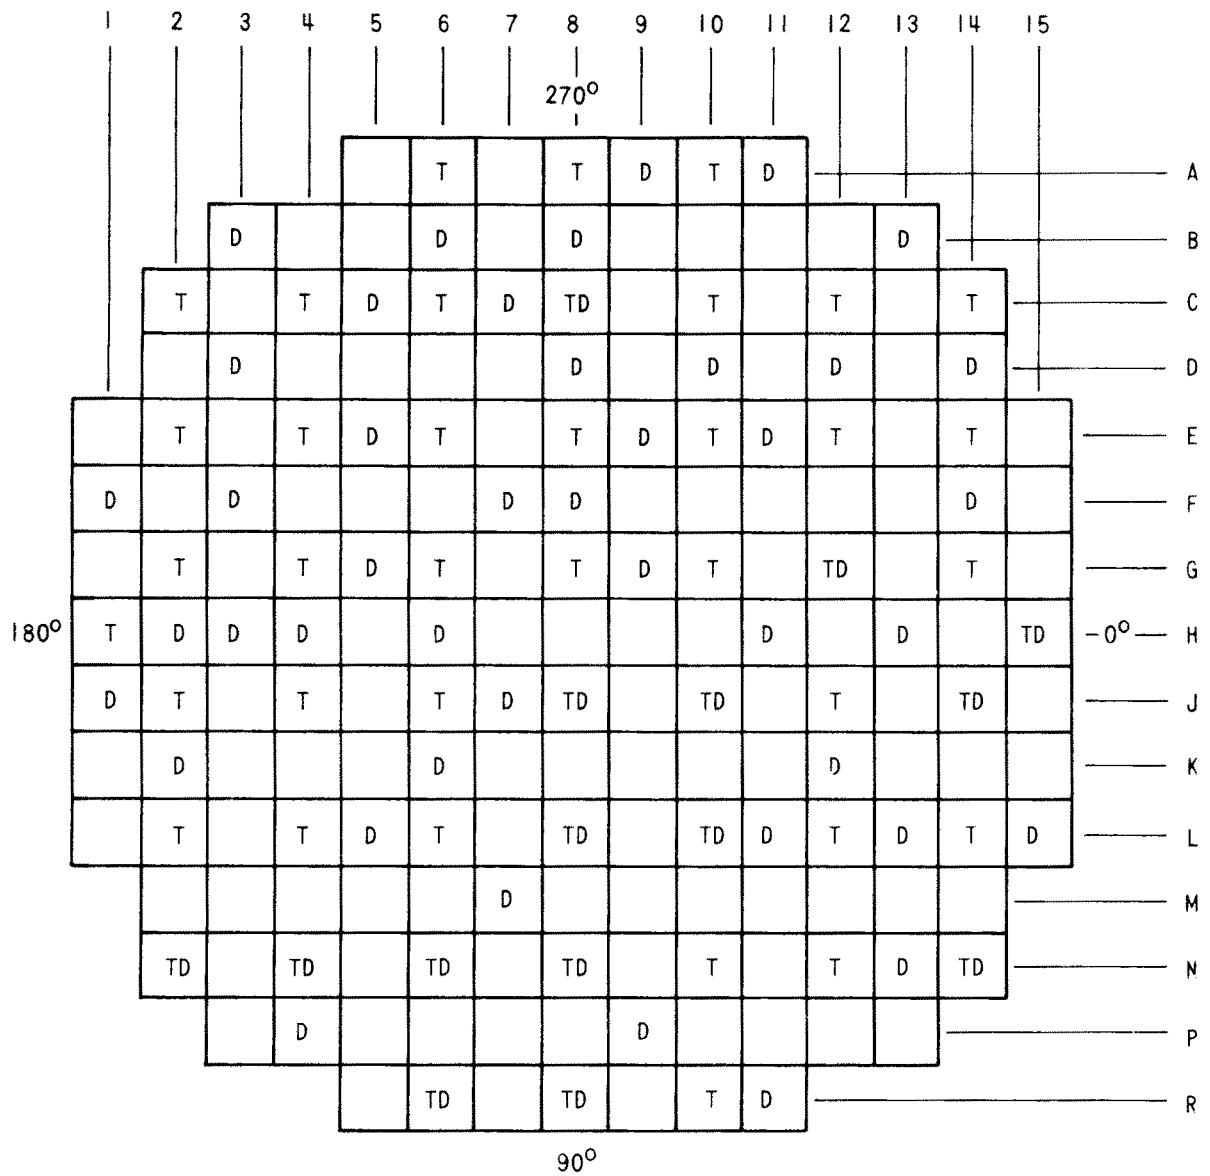 1 2 3 4 5 6 7 8 9 10 11 12 13 14 15
270°
T T D T D A
D D D D B
T T D T D TD T T T C
D D D D D D
T T D T T D T D T T E
D D D D D F
T T D T T D T TD T G
180° T D D D D D D TD 0° H
D T T T D TD TD T TD J
D D D K
T T D T TD TD D T D T D L
D M
TD TD TD TD T T D TD N
D D P
TD TD T D R
90°